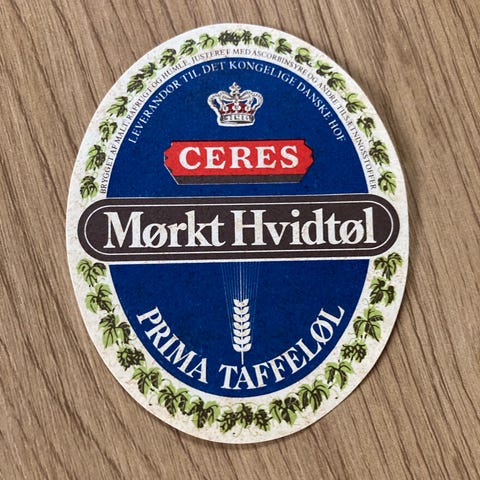 BRYGGET AF MALT, RÅFRUGT OG HUMLE. JUSTERET MED ASCORBINSYRE OG ANDRE TILSÆTNINGSSTOFFER
LEVERANDØR TIL DET KONGELIGE DANSKE HOF
CERES
Mørkt Hvidtøl
PRIMA TAFFELØL